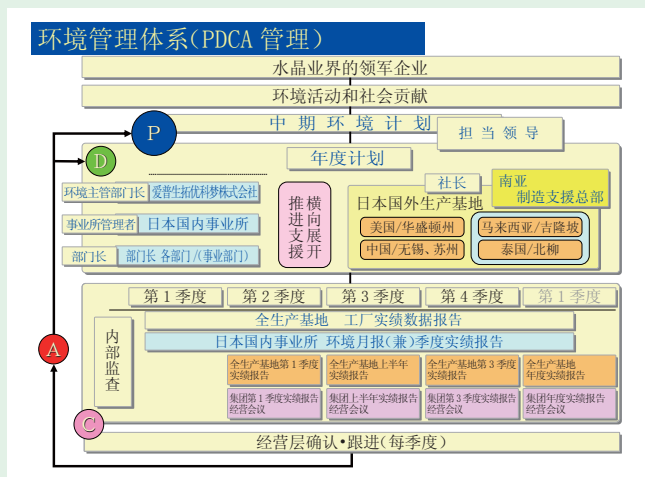 环境管理体系(PDCA 管理)
水晶业界的领军企业
环境活动和社会贡献
P
中期环境计划
担当领导
D
年度计划
社长
南亚
制造支援总部
环境主管部门长
爱普生拓优科梦株式会社
事业所管理者
日本国内事业所
部门长
部门长 各部门/(事业部门)
横向展开
推进支援
日本国外生产基地
美国/华盛顿州
马来西亚/吉隆坡
中国/无锡、苏州
泰国/北柳
第1季度
第2季度
第3季度
第4季度
第1季度
全生产基地 工厂实绩数据报告
日本国内事业所 环境月报(兼)季度实绩报告
A
内部监查
全生产基地第1季度
实绩报告
全生产基地上半年
实绩报告
全生产基地第3季度
实绩报告
全生产基地
年度实绩报告
集团第1季度实绩报告
经营会议
集团上半年实绩报告
经营会议
集团第3季度实绩报告
经营会议
集团年度实绩报告
经营会议
C
经营层确认•跟进(每季度)